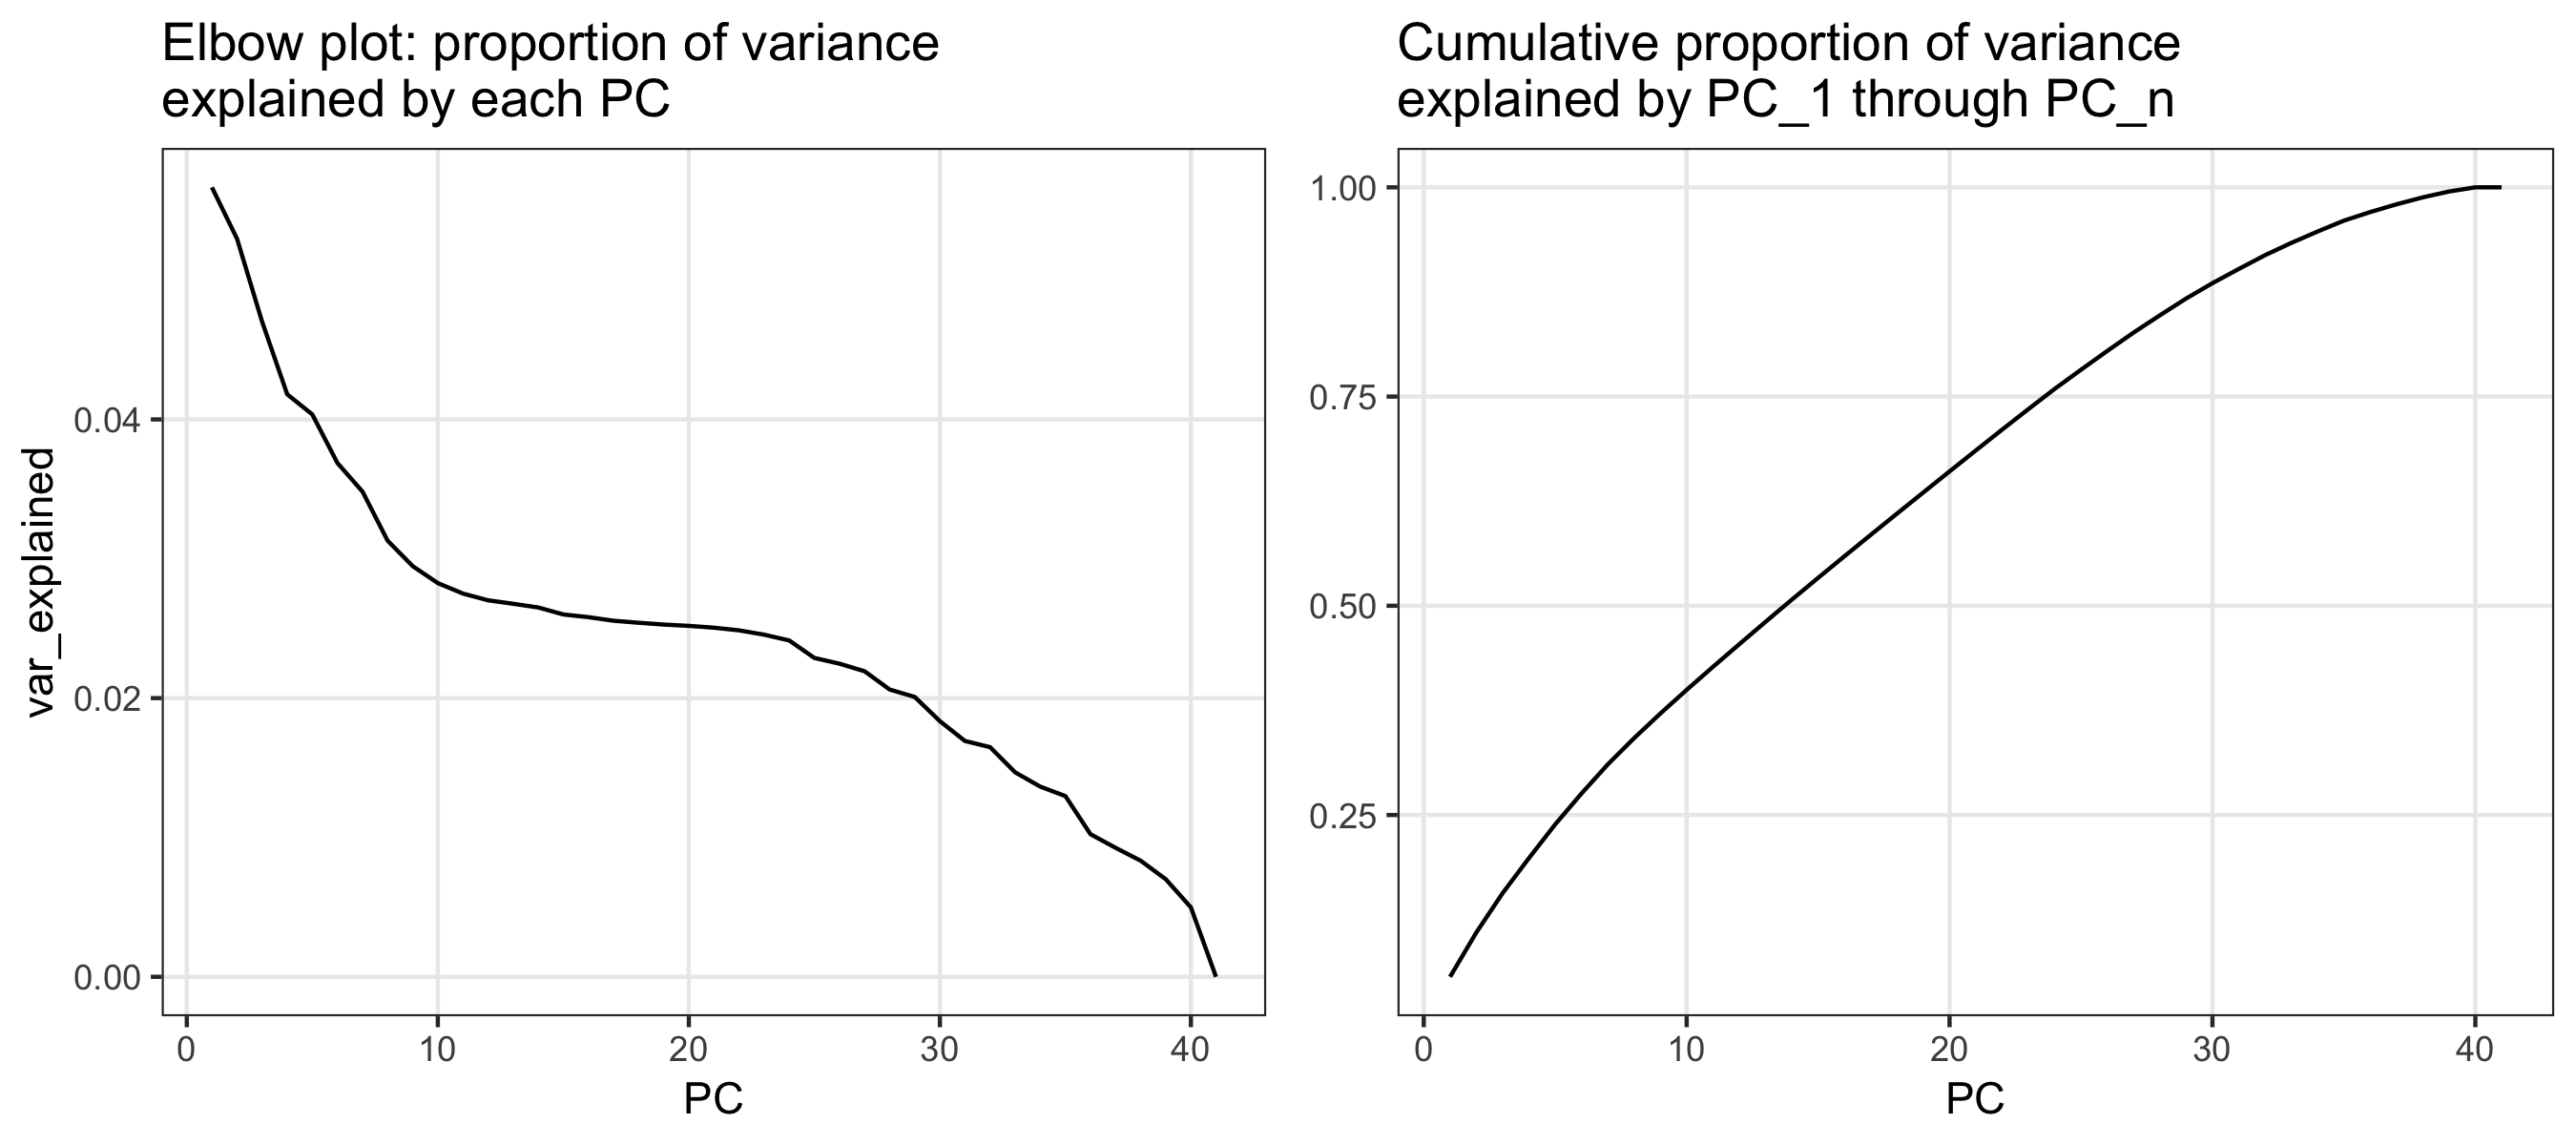 Elbow plot: proportion of variance
explained by each PC
var_explained
0.04
0.02
0.00
0 10 20 30 40
PC
Cumulative proportion of variance
explained by PC_1 through PC_n
1.00
0.75
0.50
0.25
0 10 20 30 40
PC